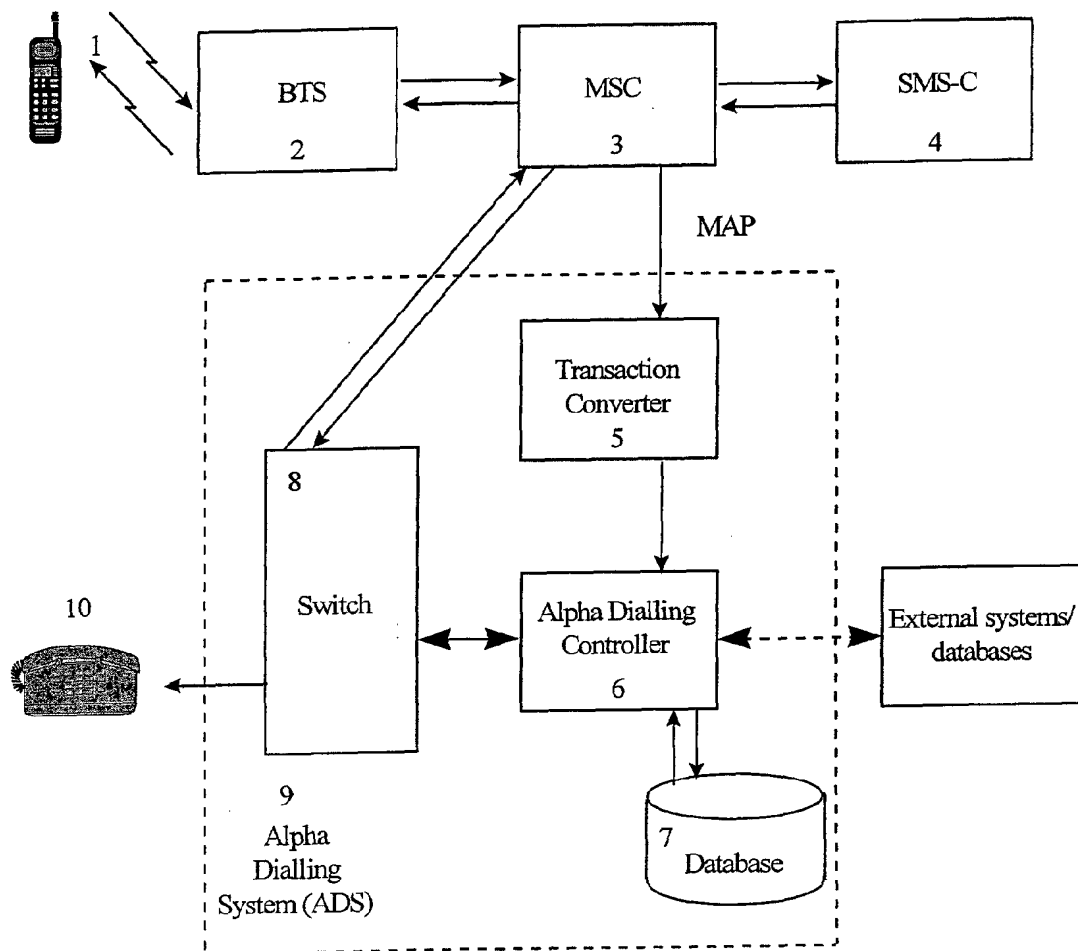 1
BTS
2
MSC
3
SMS-C
4
MAP
Transaction
Converter
5
8
Switch
10
Alpha Dialling
Controller
6
External systems/
databases
7
Database
9
Alpha
Dialling
System (ADS)